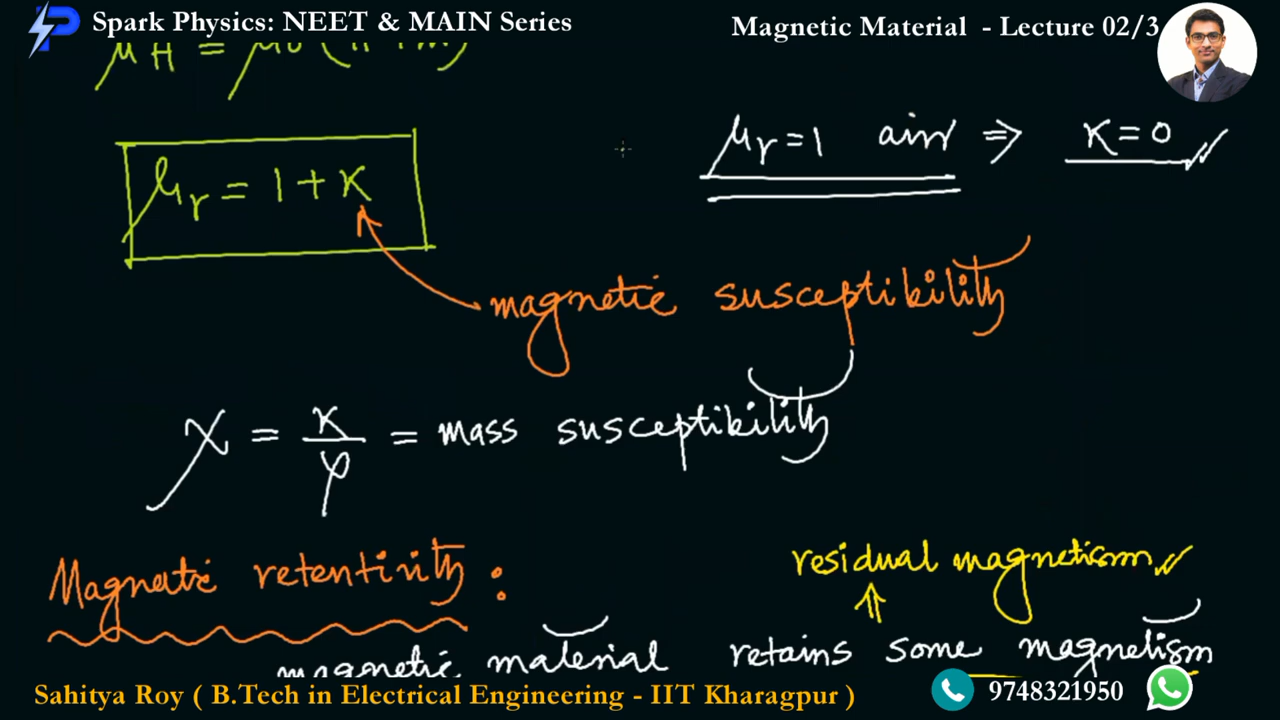 Spark Physics: NEET & MAIN Series
Magnetic Material - Lecture 02/3
μH = μ0 (H + M)
μr = 1 + K
μr = 1 air ⇒ K = 0
magnetic susceptibility
χ = K/ρ = mass susceptibility
Magnetic retentivity :
residual magnetism
magnetic material retains some magnetism
Sahitya Roy ( B.Tech in Electrical Engineering - IIT Kharagpur )
9748321950